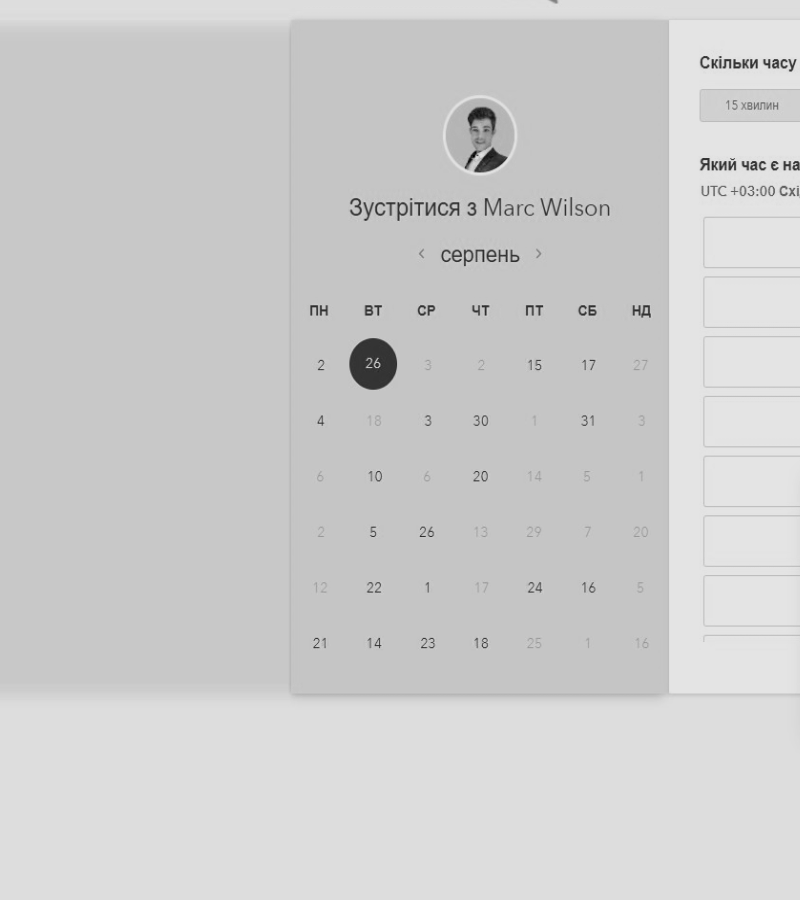 Зустрітися з Marc Wilson
‹ серпень ›
ПН ВТ СР ЧТ ПТ СБ НД
2 26 3 2 15 17 27
4 18 3 30 1 31 3
6 10 6 20 14 5 1
2 5 26 13 29 7 20
12 22 1 17 24 16 5
21 14 23 18 25 1 16
Скільки часу
15 хвилин
Який час є на
UTC +03:00 Схі